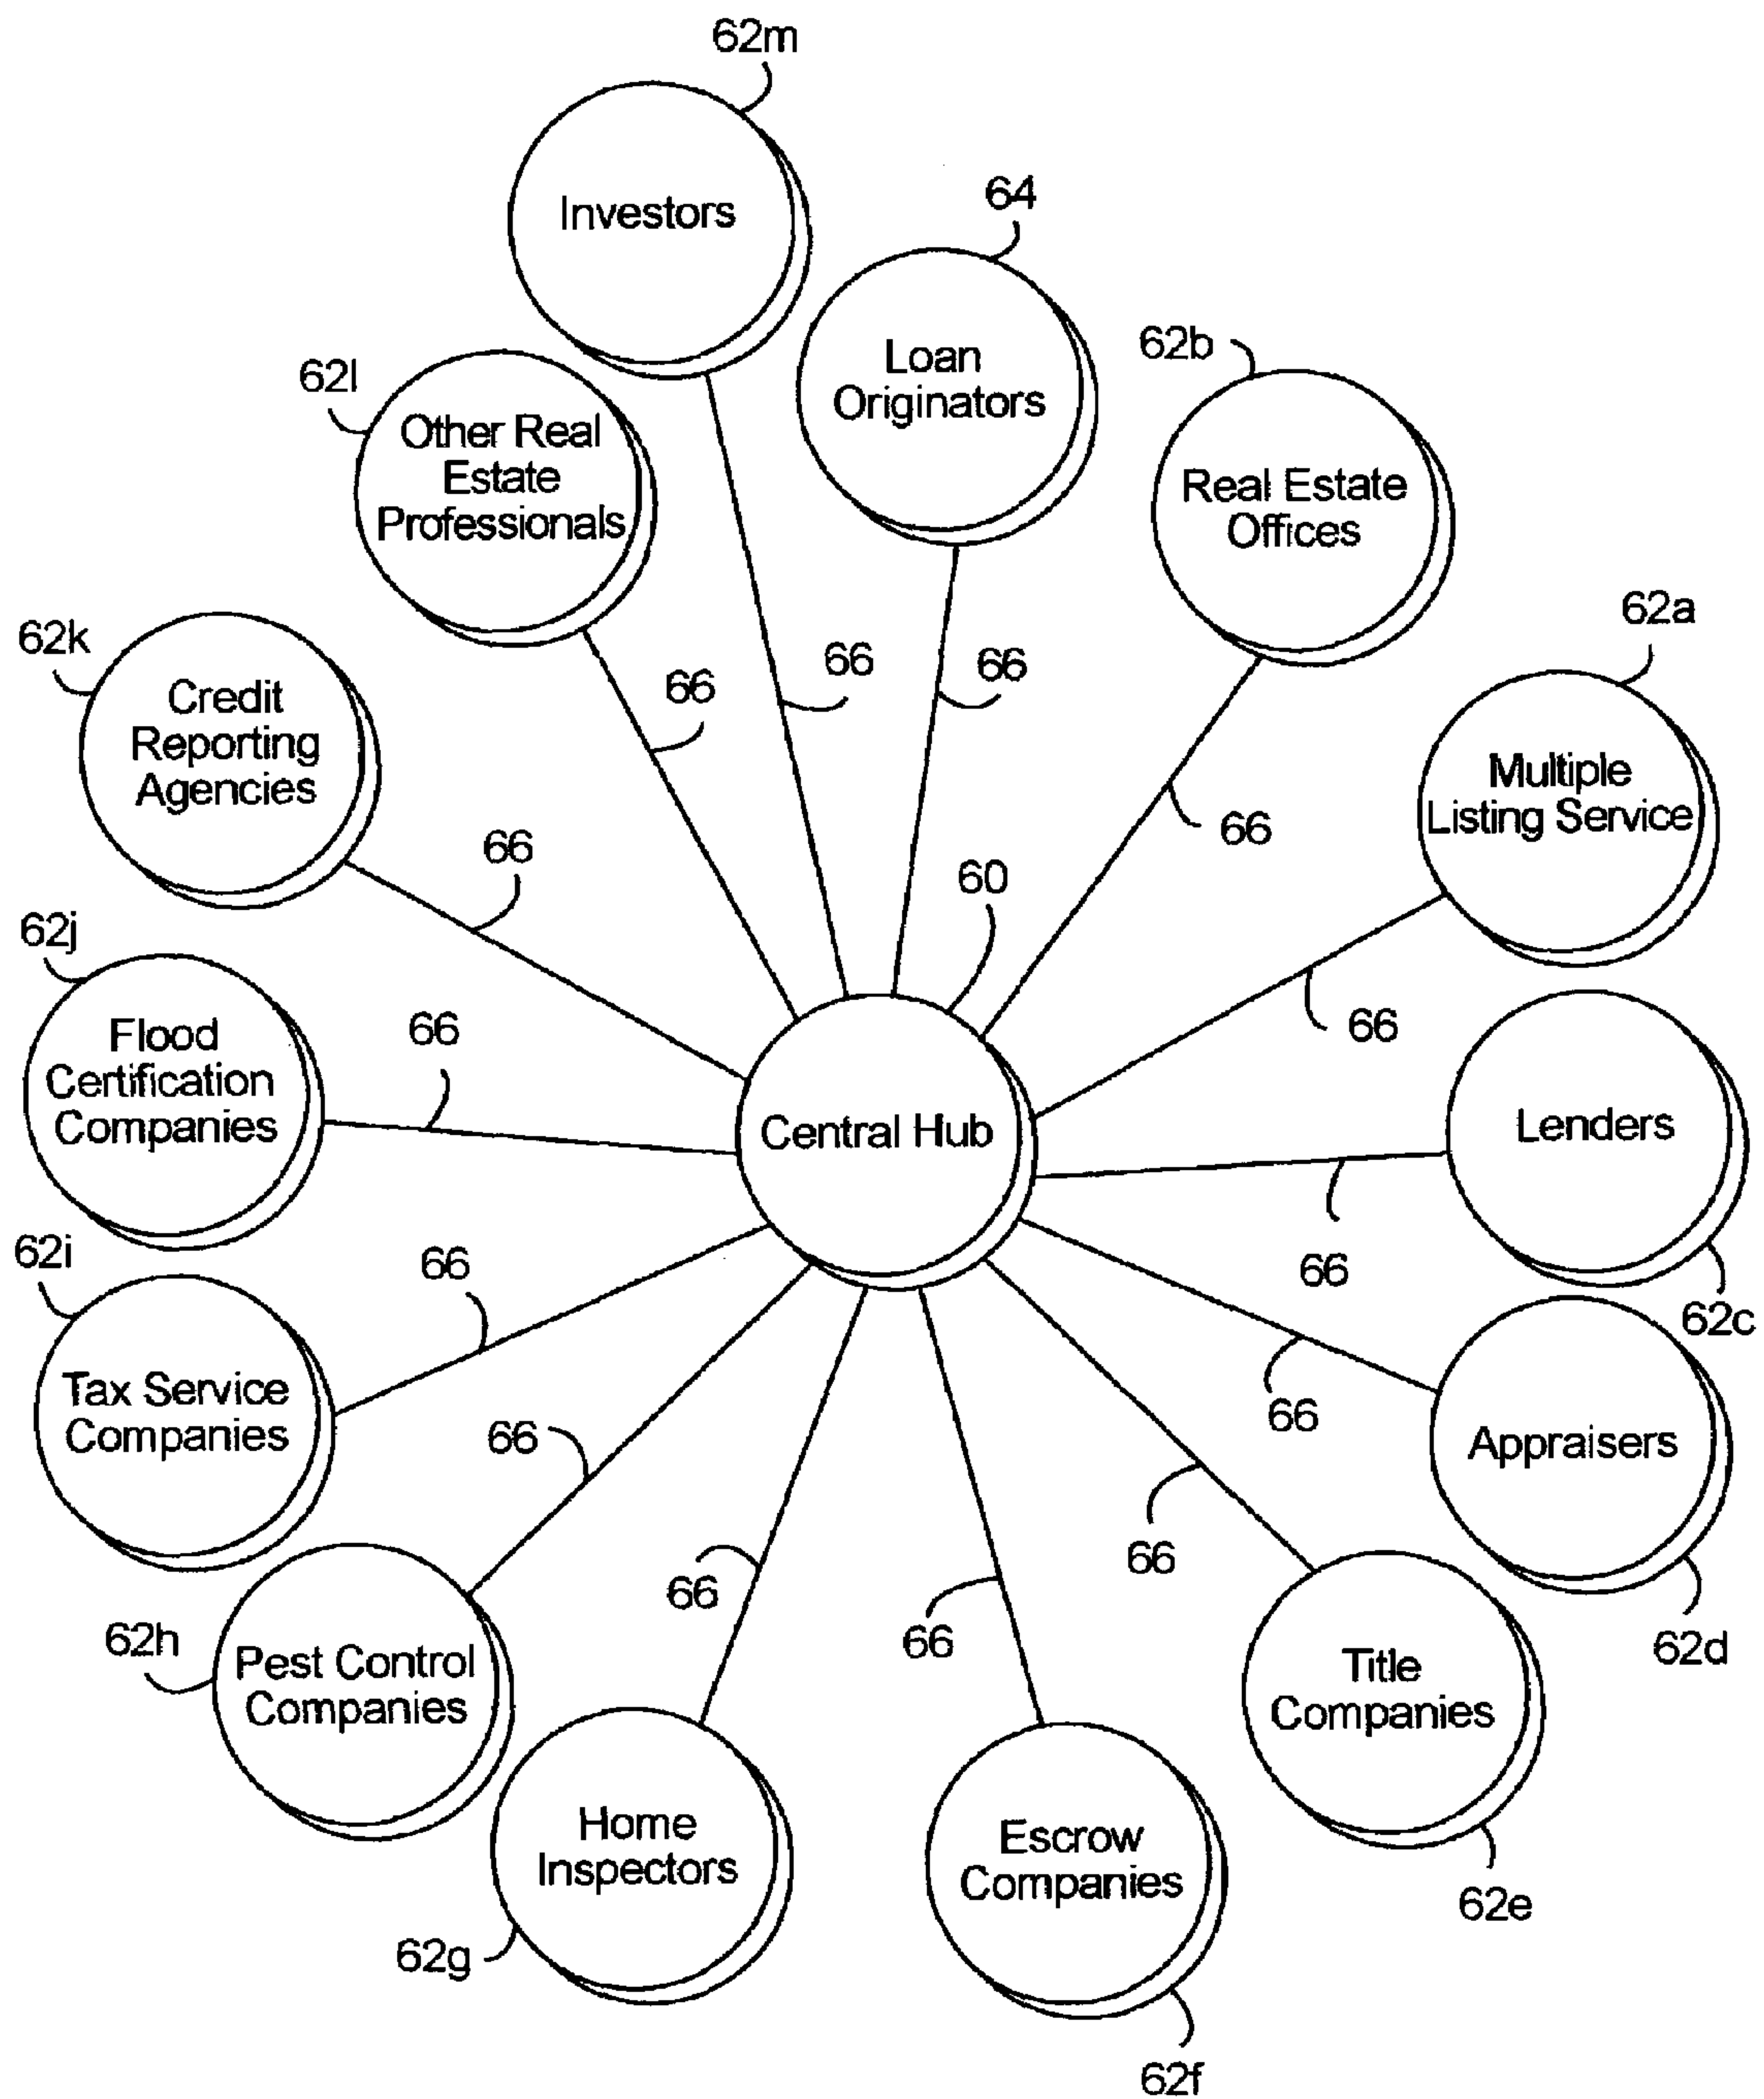 62m
Investors
64
Loan
Originators
62b
Real Estate
Offices
62l
Other Real
Estate
Professionals
62a
Multiple
Listing Service
62k
Credit
Reporting
Agencies
66
66
66
66
66
60
66
62j
Flood
Certification
Companies
66
Central Hub
Lenders
62c
66
62i
Tax Service
Companies
66
66
Appraisers
62d
66
66
62h
Pest Control
Companies
66
66
Title
Companies
62e
Home
Inspectors
62g
Escrow
Companies
62f